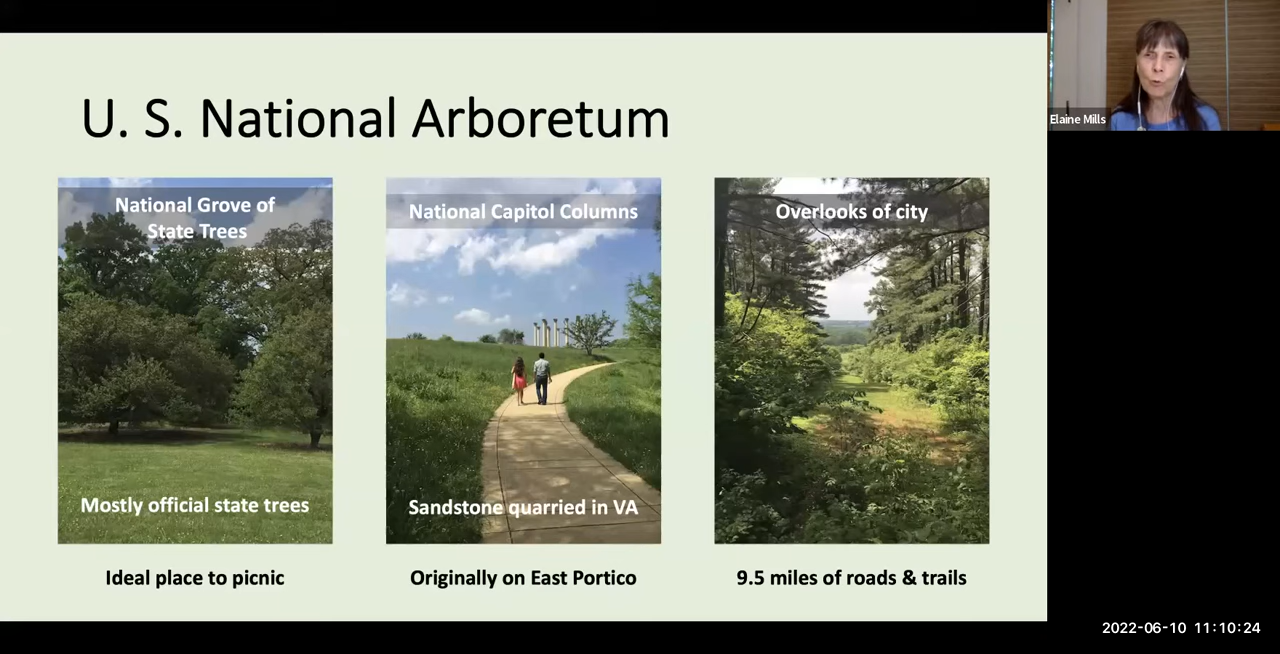 U. S. National Arboretum
National Grove of
State Trees
Mostly official state trees
Ideal place to picnic
National Capitol Columns
Sandstone quarried in VA
Originally on East Portico
Overlooks of city
9.5 miles of roads & trails
Elaine Mills
2022-06-10 11:10:24